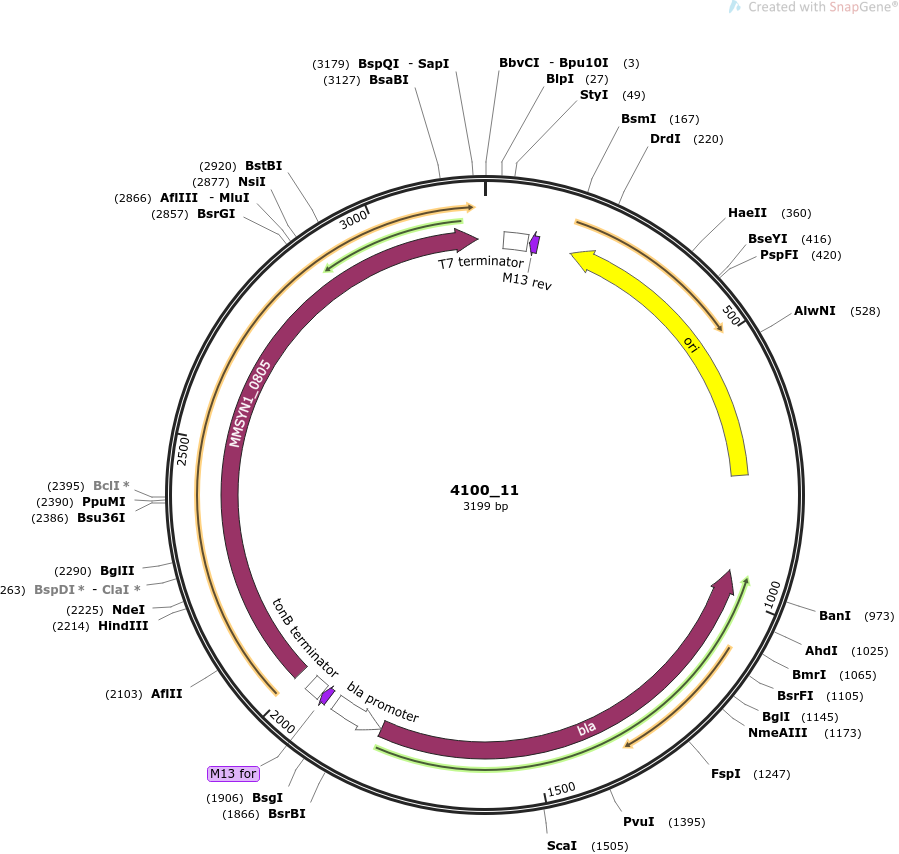 Created with SnapGene®
(3179) BspQI - SapI
(3127) BsaBI
BbvCI - Bpu10I (3)
BlpI (27)
StyI (49)
BsmI (167)
DrdI (220)
(2920) BstBI
(2877) NsiI
(2866) AflIII - MluI
(2857) BsrGI
HaeII (360)
BseYI (416)
PspFI (420)
AlwNI (528)
3000
T7 terminator
M13 rev
500
ori
MMSYN1_0805
2500
4100_11
3199 bp
(2395) BclI *
(2390) PpuMI
(2386) Bsu36I
(2290) BglII
263) BspDI * - ClaI *
(2225) NdeI
(2214) HindIII
(2103) AflII
1000
BanI (973)
AhdI (1025)
BmrI (1065)
BsrFI (1105)
BglI (1145)
NmeAIII (1173)
FspI (1247)
tonB terminator
bla promoter
bla
2000
M13 for
(1906) BsgI
(1866) BsrBI
1500
PvuI (1395)
ScaI (1505)